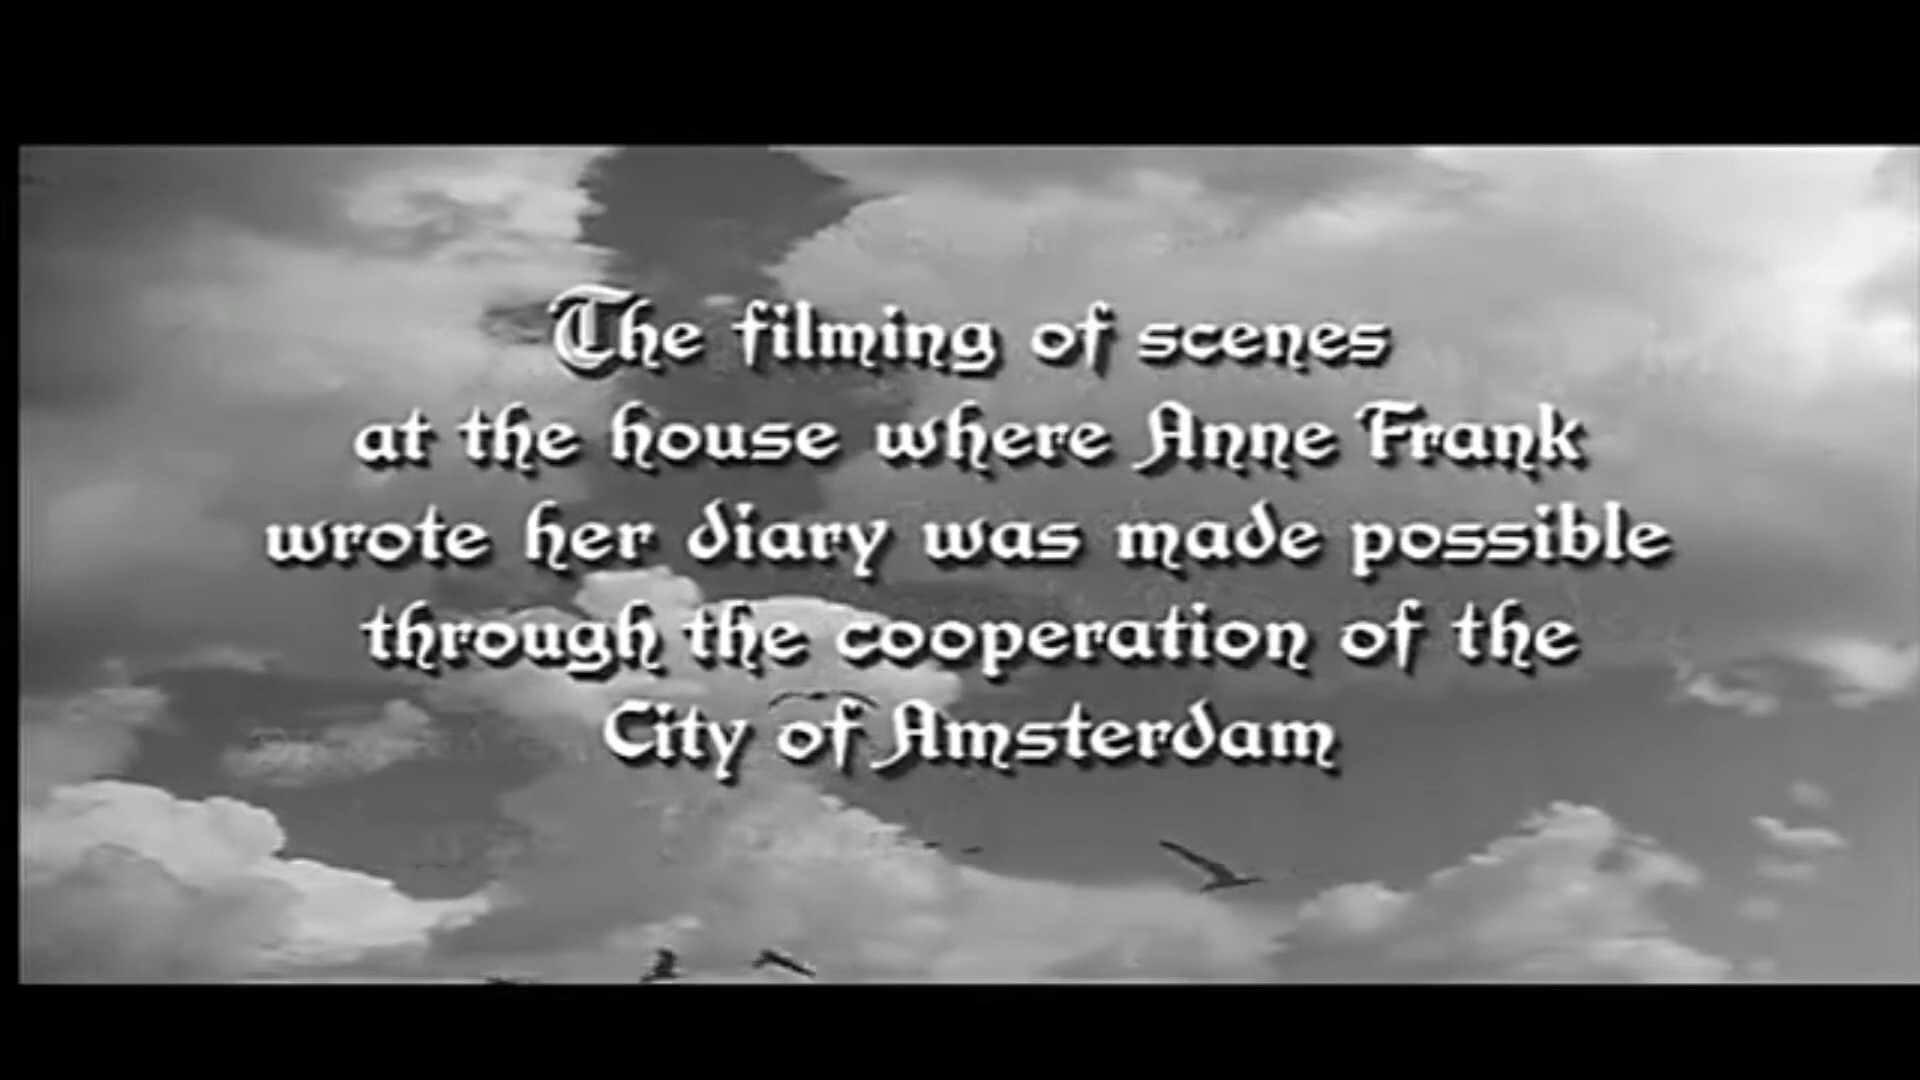 The filming of scenes
at the house where Anne Frank
wrote her diary was made possible
through the cooperation of the
City of Amsterdam